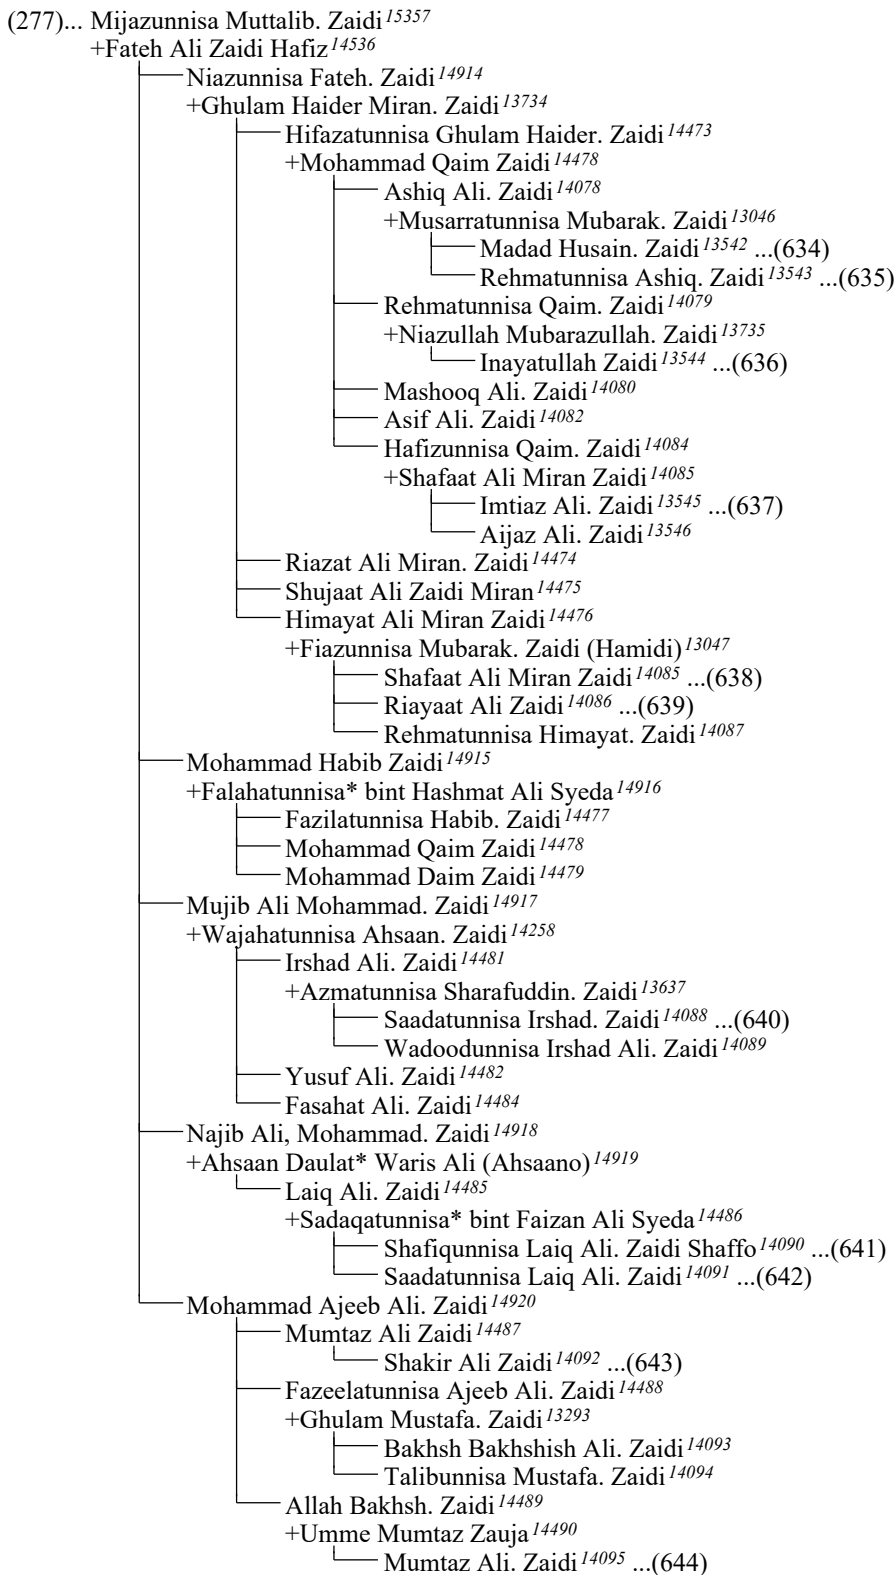 (277)... Mijazunnisa Muttalib. Zaidi 15357
+Fateh Ali Zaidi Hafiz 14536
Niazunnisa Fateh. Zaidi 14914
+Ghulam Haider Miran. Zaidi 13734
Hifazatunnisa Ghulam Haider. Zaidi 14473
+Mohammad Qaim Zaidi 14478
Ashiq Ali. Zaidi 14078
+Musarratunnisa Mubarak. Zaidi 13046
Madad Husain. Zaidi 13542 ...(634)
Rehmatunnisa Ashiq. Zaidi 13543 ...(635)
Rehmatunnisa Qaim. Zaidi 14079
+Niazullah Mubarazullah. Zaidi 13735
Inayatullah Zaidi 13544 ...(636)
Mashooq Ali. Zaidi 14080
Asif Ali. Zaidi 14082
Hafizunnisa Qaim. Zaidi 14084
+Shafaat Ali Miran Zaidi 14085
Imtiaz Ali. Zaidi 13545 ...(637)
Aijaz Ali. Zaidi 13546
Riazat Ali Miran. Zaidi 14474
Shujaat Ali Zaidi Miran 14475
Himayat Ali Miran Zaidi 14476
+Fiazunnisa Mubarak. Zaidi (Hamidi) 13047
Shafaat Ali Miran Zaidi 14085 ...(638)
Riayaat Ali Zaidi 14086 ...(639)
Rehmatunnisa Himayat. Zaidi 14087
Mohammad Habib Zaidi 14915
+Falahatunnisa* bint Hashmat Ali Syeda 14916
Fazilatunnisa Habib. Zaidi 14477
Mohammad Qaim Zaidi 14478
Mohammad Daim Zaidi 14479
Mujib Ali Mohammad. Zaidi 14917
+Wajahatunnisa Ahsaan. Zaidi 14258
Irshad Ali. Zaidi 14481
+Azmatunnisa Sharafuddin. Zaidi 13637
Saadatunnisa Irshad. Zaidi 14088 ...(640)
Wadoodunnisa Irshad Ali. Zaidi 14089
Yusuf Ali. Zaidi 14482
Fasahat Ali. Zaidi 14484
Najib Ali, Mohammad. Zaidi 14918
+Ahsaan Daulat* Waris Ali (Ahsaano) 14919
Laiq Ali. Zaidi 14485
+Sadaqatunnisa* bint Faizan Ali Syeda 14486
Shafiqunnisa Laiq Ali. Zaidi Shaffo 14090 ...(641)
Saadatunnisa Laiq Ali. Zaidi 14091 ...(642)
Mohammad Ajeeb Ali. Zaidi 14920
Mumtaz Ali Zaidi 14487
Shakir Ali Zaidi 14092 ...(643)
Fazeelatunnisa Ajeeb Ali. Zaidi 14488
+Ghulam Mustafa. Zaidi 13293
Bakhsh Bakhshish Ali. Zaidi 14093
Talibunnisa Mustafa. Zaidi 14094
Allah Bakhsh. Zaidi 14489
+Umme Mumtaz Zauja 14490
Mumtaz Ali. Zaidi 14095 ...(644)